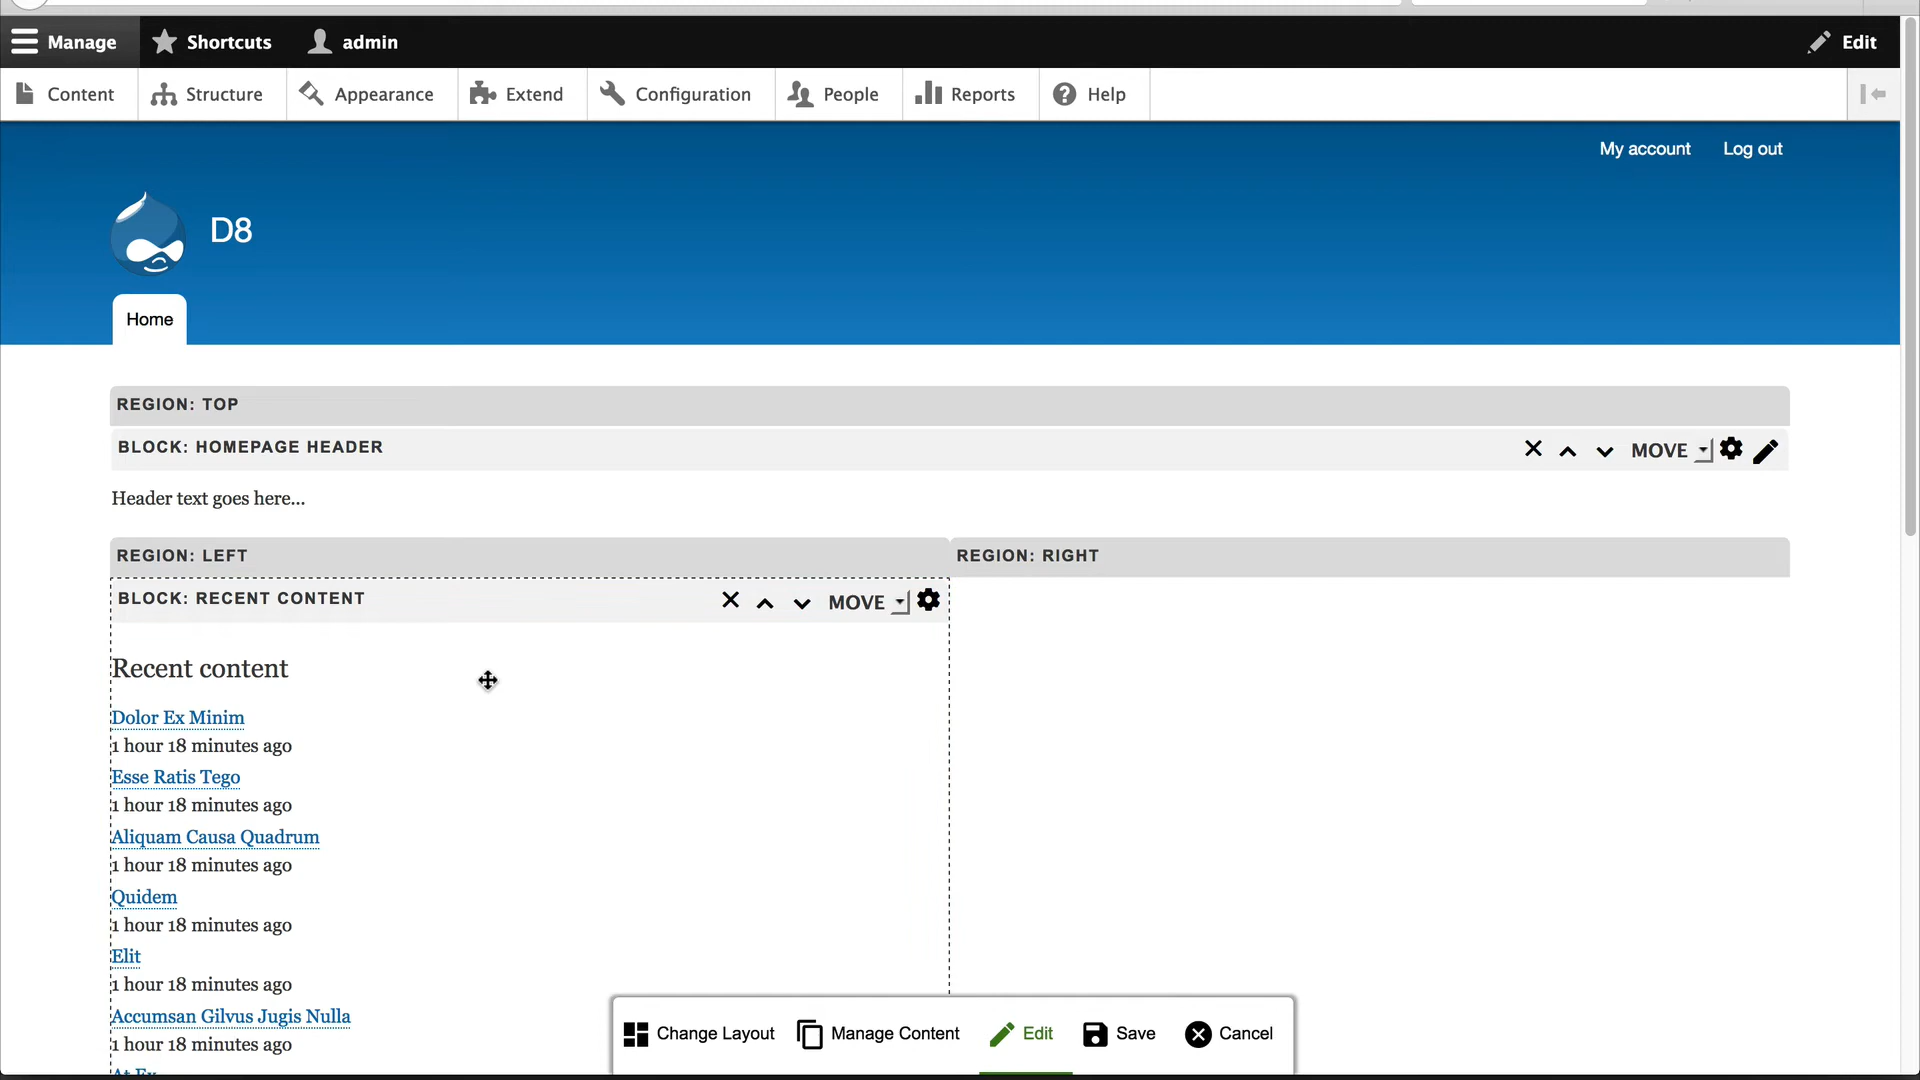 Manage Shortcuts admin Edit
Content Structure Appearance Extend Configuration People Reports Help
My account Log out
D8
Home
REGION: TOP
BLOCK: HOMEPAGE HEADER MOVE
Header text goes here...
REGION: LEFT REGION: RIGHT
BLOCK: RECENT CONTENT MOVE
Recent content
Dolor Ex Minim
1 hour 18 minutes ago
Esse Ratis Tego
1 hour 18 minutes ago
Aliquam Causa Quadrum
1 hour 18 minutes ago
Quidem
1 hour 18 minutes ago
Elit
1 hour 18 minutes ago
Accumsan Gilvus Jugis Nulla
1 hour 18 minutes ago
At Ex
Change Layout Manage Content Edit Save Cancel